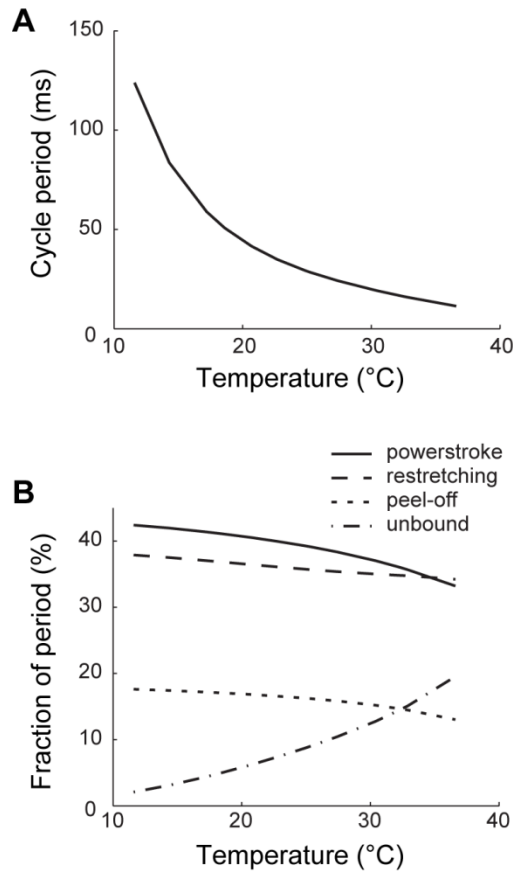 A
150
100
50
0
Cycle period (ms)
10 20 30 40
Temperature (°C)
powerstroke
restretching
peel-off
unbound
B
40
30
20
10
0
Fraction of period (%)
10 20 30 40
Temperature (°C)